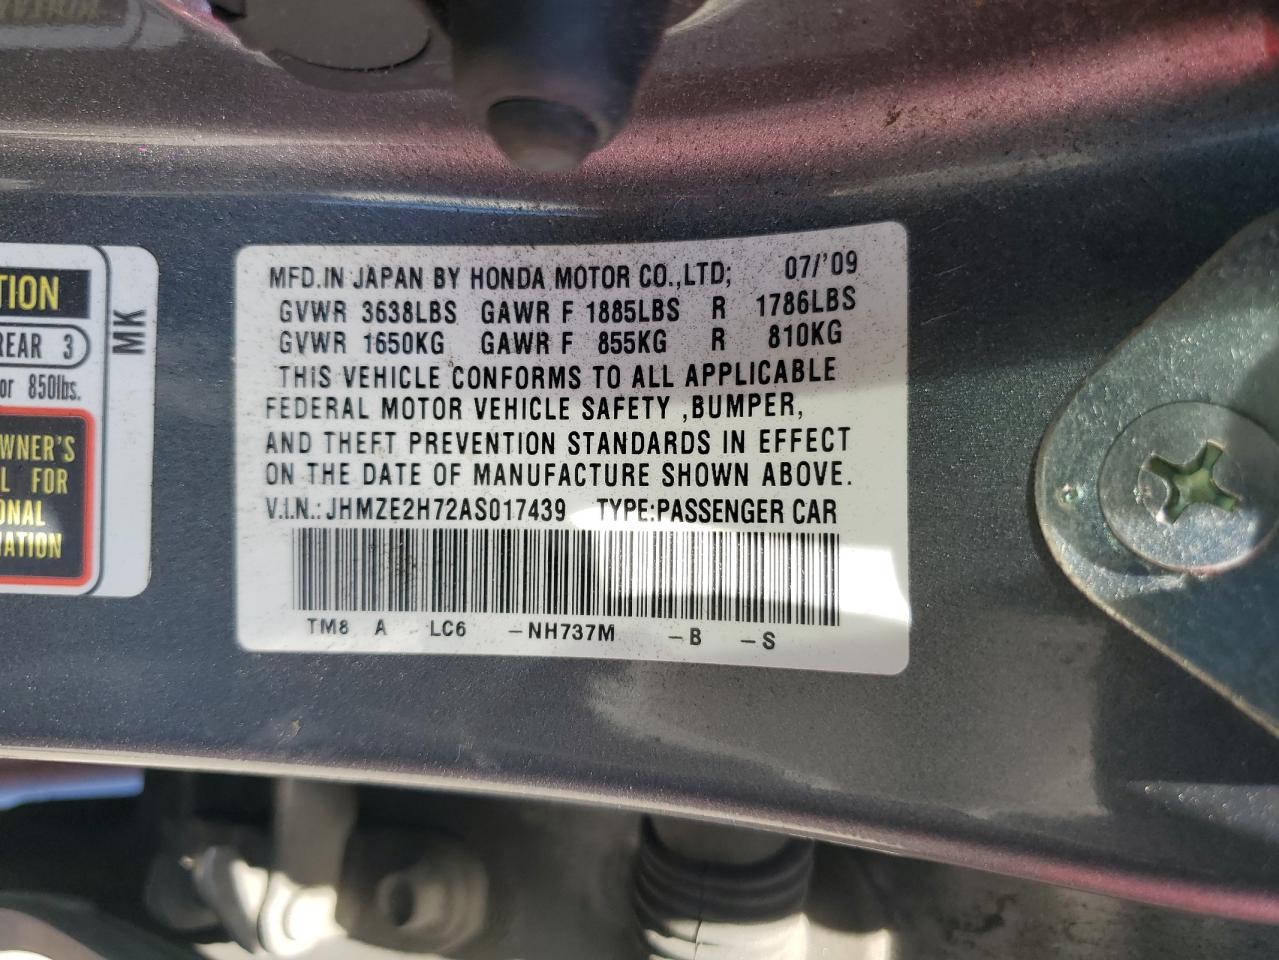 TION
REAR 3
or 850lbs.
WNER'S
L FOR
ONAL
MATION
MK
MFD.IN JAPAN BY HONDA MOTOR CO.,LTD; 07/'09
GVWR 3638LBS GAWR F 1885LBS R 1786LBS
GVWR 1650KG GAWR F 855KG R 810KG
THIS VEHICLE CONFORMS TO ALL APPLICABLE
FEDERAL MOTOR VEHICLE SAFETY ,BUMPER,
AND THEFT PREVENTION STANDARDS IN EFFECT
ON THE DATE OF MANUFACTURE SHOWN ABOVE.
V.I.N.: JHMZE2H72AS017439 TYPE:PASSENGER CAR
TM8 A LC6 -NH737M -B -S